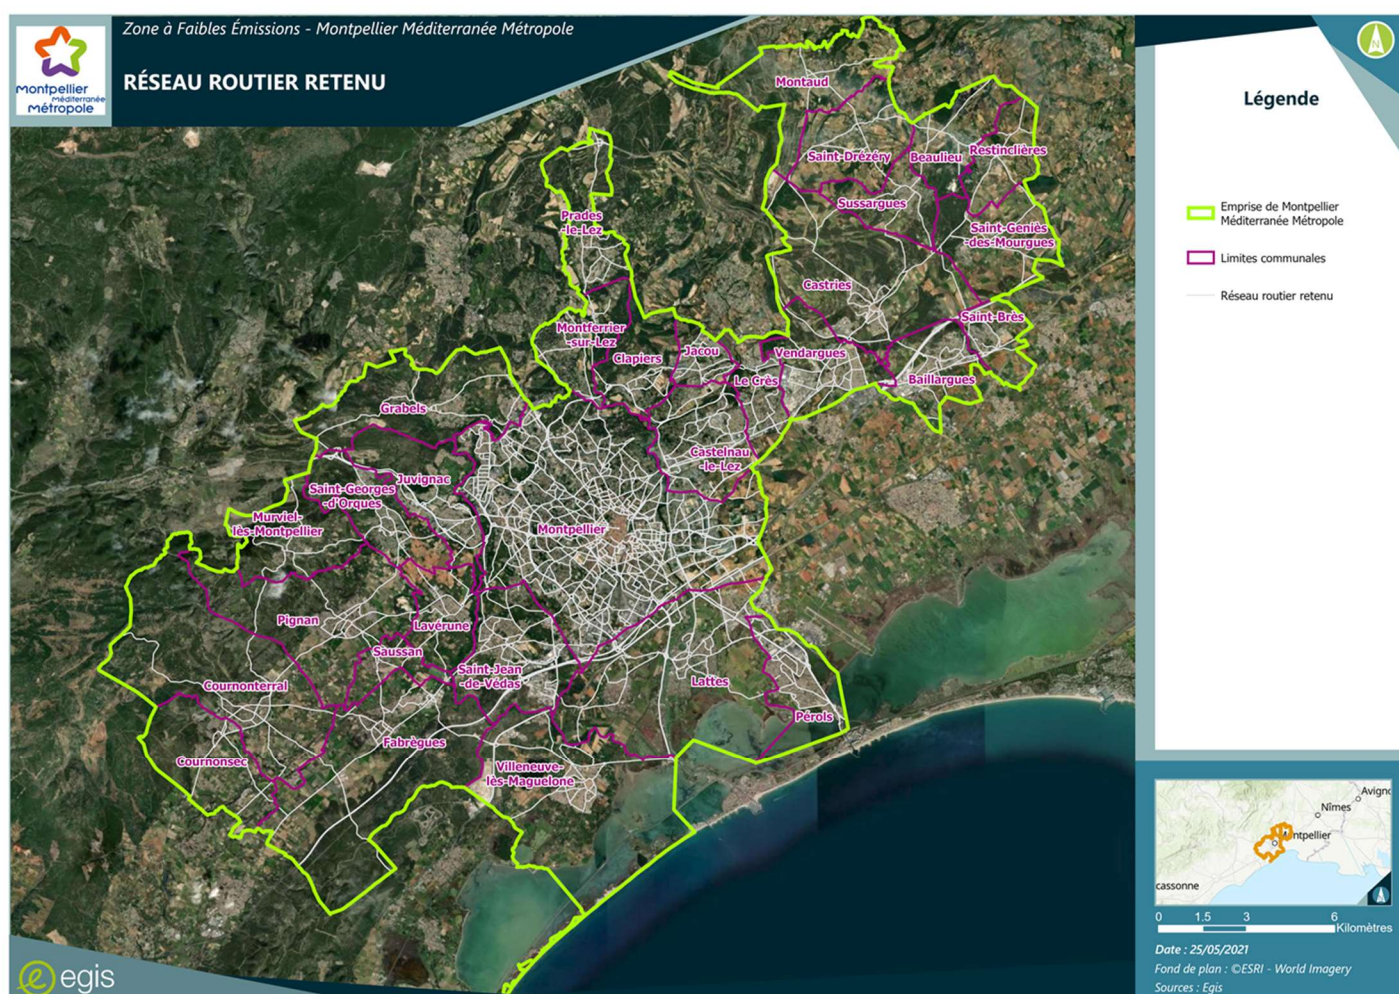 Zone à Faibles Émissions - Montpellier Méditerranée Métropole
RÉSEAU ROUTIER RETENU
montpellier
Méditerranée
métropole
N
Légende
Emprise de Montpellier
Méditerranée Métropole
Limites communales
Réseau routier retenu
Montaud
Saint-Drézéry
Beaulieu
Restinclières
Sussargues
Prades
-le-Lez
Saint-Geniès
-des-Mourgues
Castries
Saint-Brès
Montferrier
-sur-Lez
Clapiers
Jacou
Vendargues
Le Crès
Baillargues
Grabels
Castelnau
-le-Lez
Juvignac
Saint-Georges
-d'Orques
Murviel-
lès-Montpellier
Montpellier
Pignan
Lavérune
Saussan
Saint-Jean
-de-Védas
Lattes
Cournonterral
Pérols
Fabrègues
Cournonsec
Villeneuve-
lès-Maguelone
Avigno
Nîmes
ntpellier
cassonne
0 1.5 3 6
Kilomètres
Date : 25/05/2021
Fond de plan : ©ESRI - World Imagery
Sources : Egis
egis